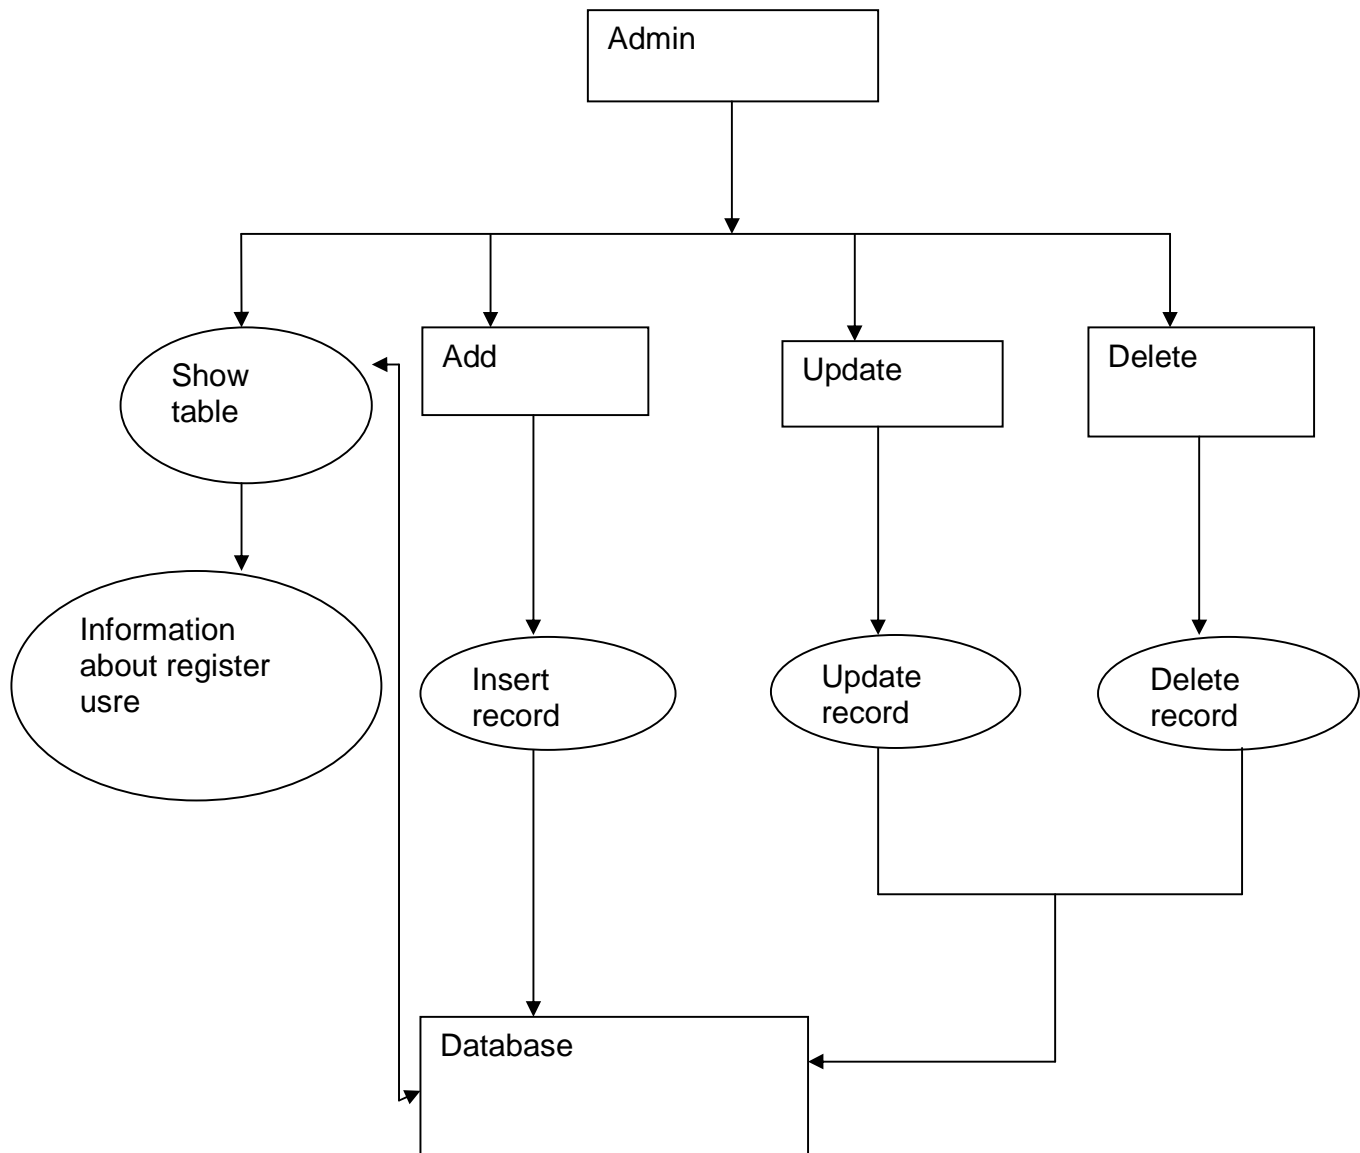 Admin
Show
table
Add
Update
Delete
Information
about register
usre
Insert
record
Update
record
Delete
record
Database